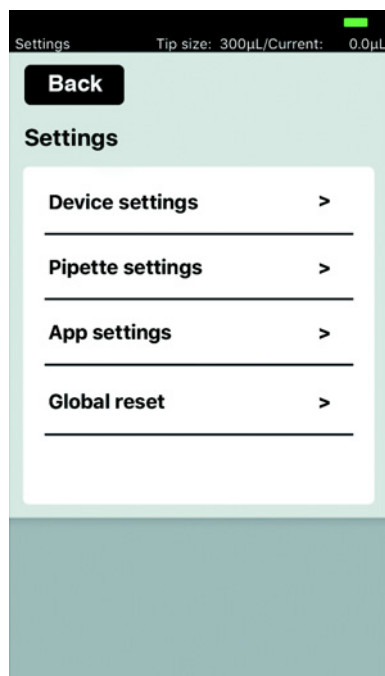 Settings Tip size: 300µL/Current: 0.0µL
Back
Settings
Device settings >
Pipette settings >
App settings >
Global reset >